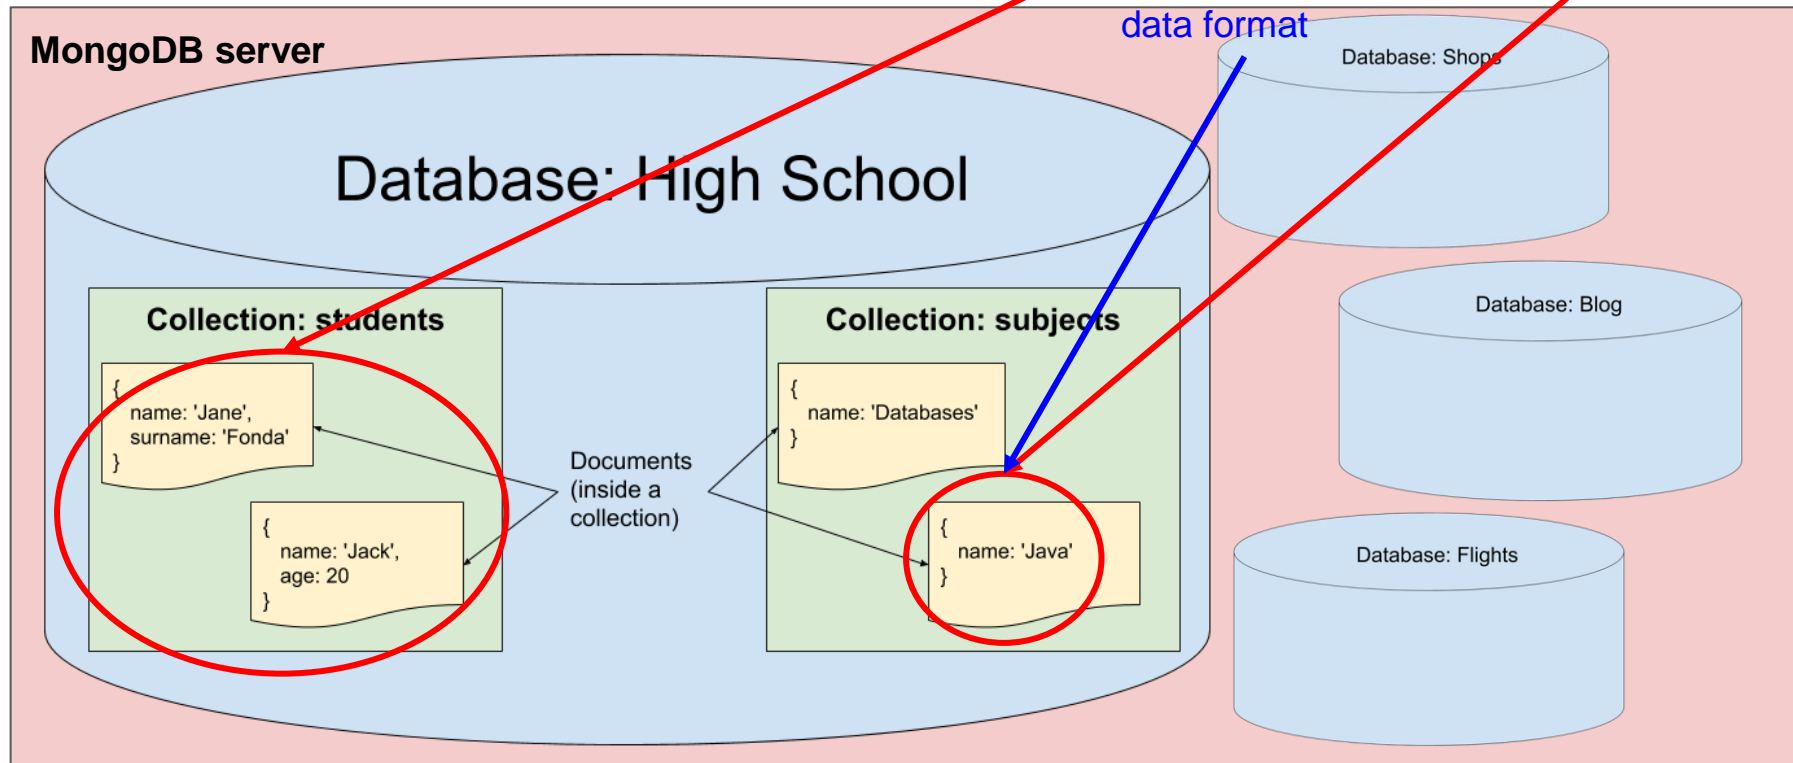 data format
MongoDB server
Database: Shops
Database: High School
Database: Blog
Collection: students
{
name: 'Jane',
surname: 'Fonda'
}
{
name: 'Jack',
age: 20
}
Documents
(inside a
collection)
Collection: subjects
{
name: 'Databases'
}
{
name: 'Java'
}
Database: Flights